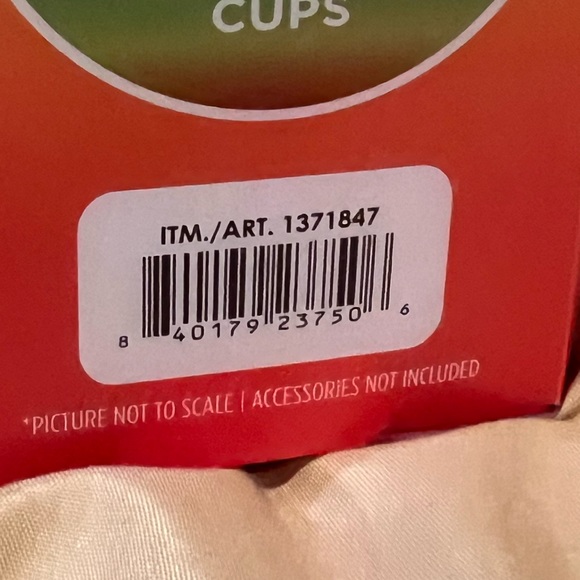 CUPS
ITM./ART. 1371847
8 40179 23750 6
*PICTURE NOT TO SCALE | ACCESSORIES NOT INCLUDED